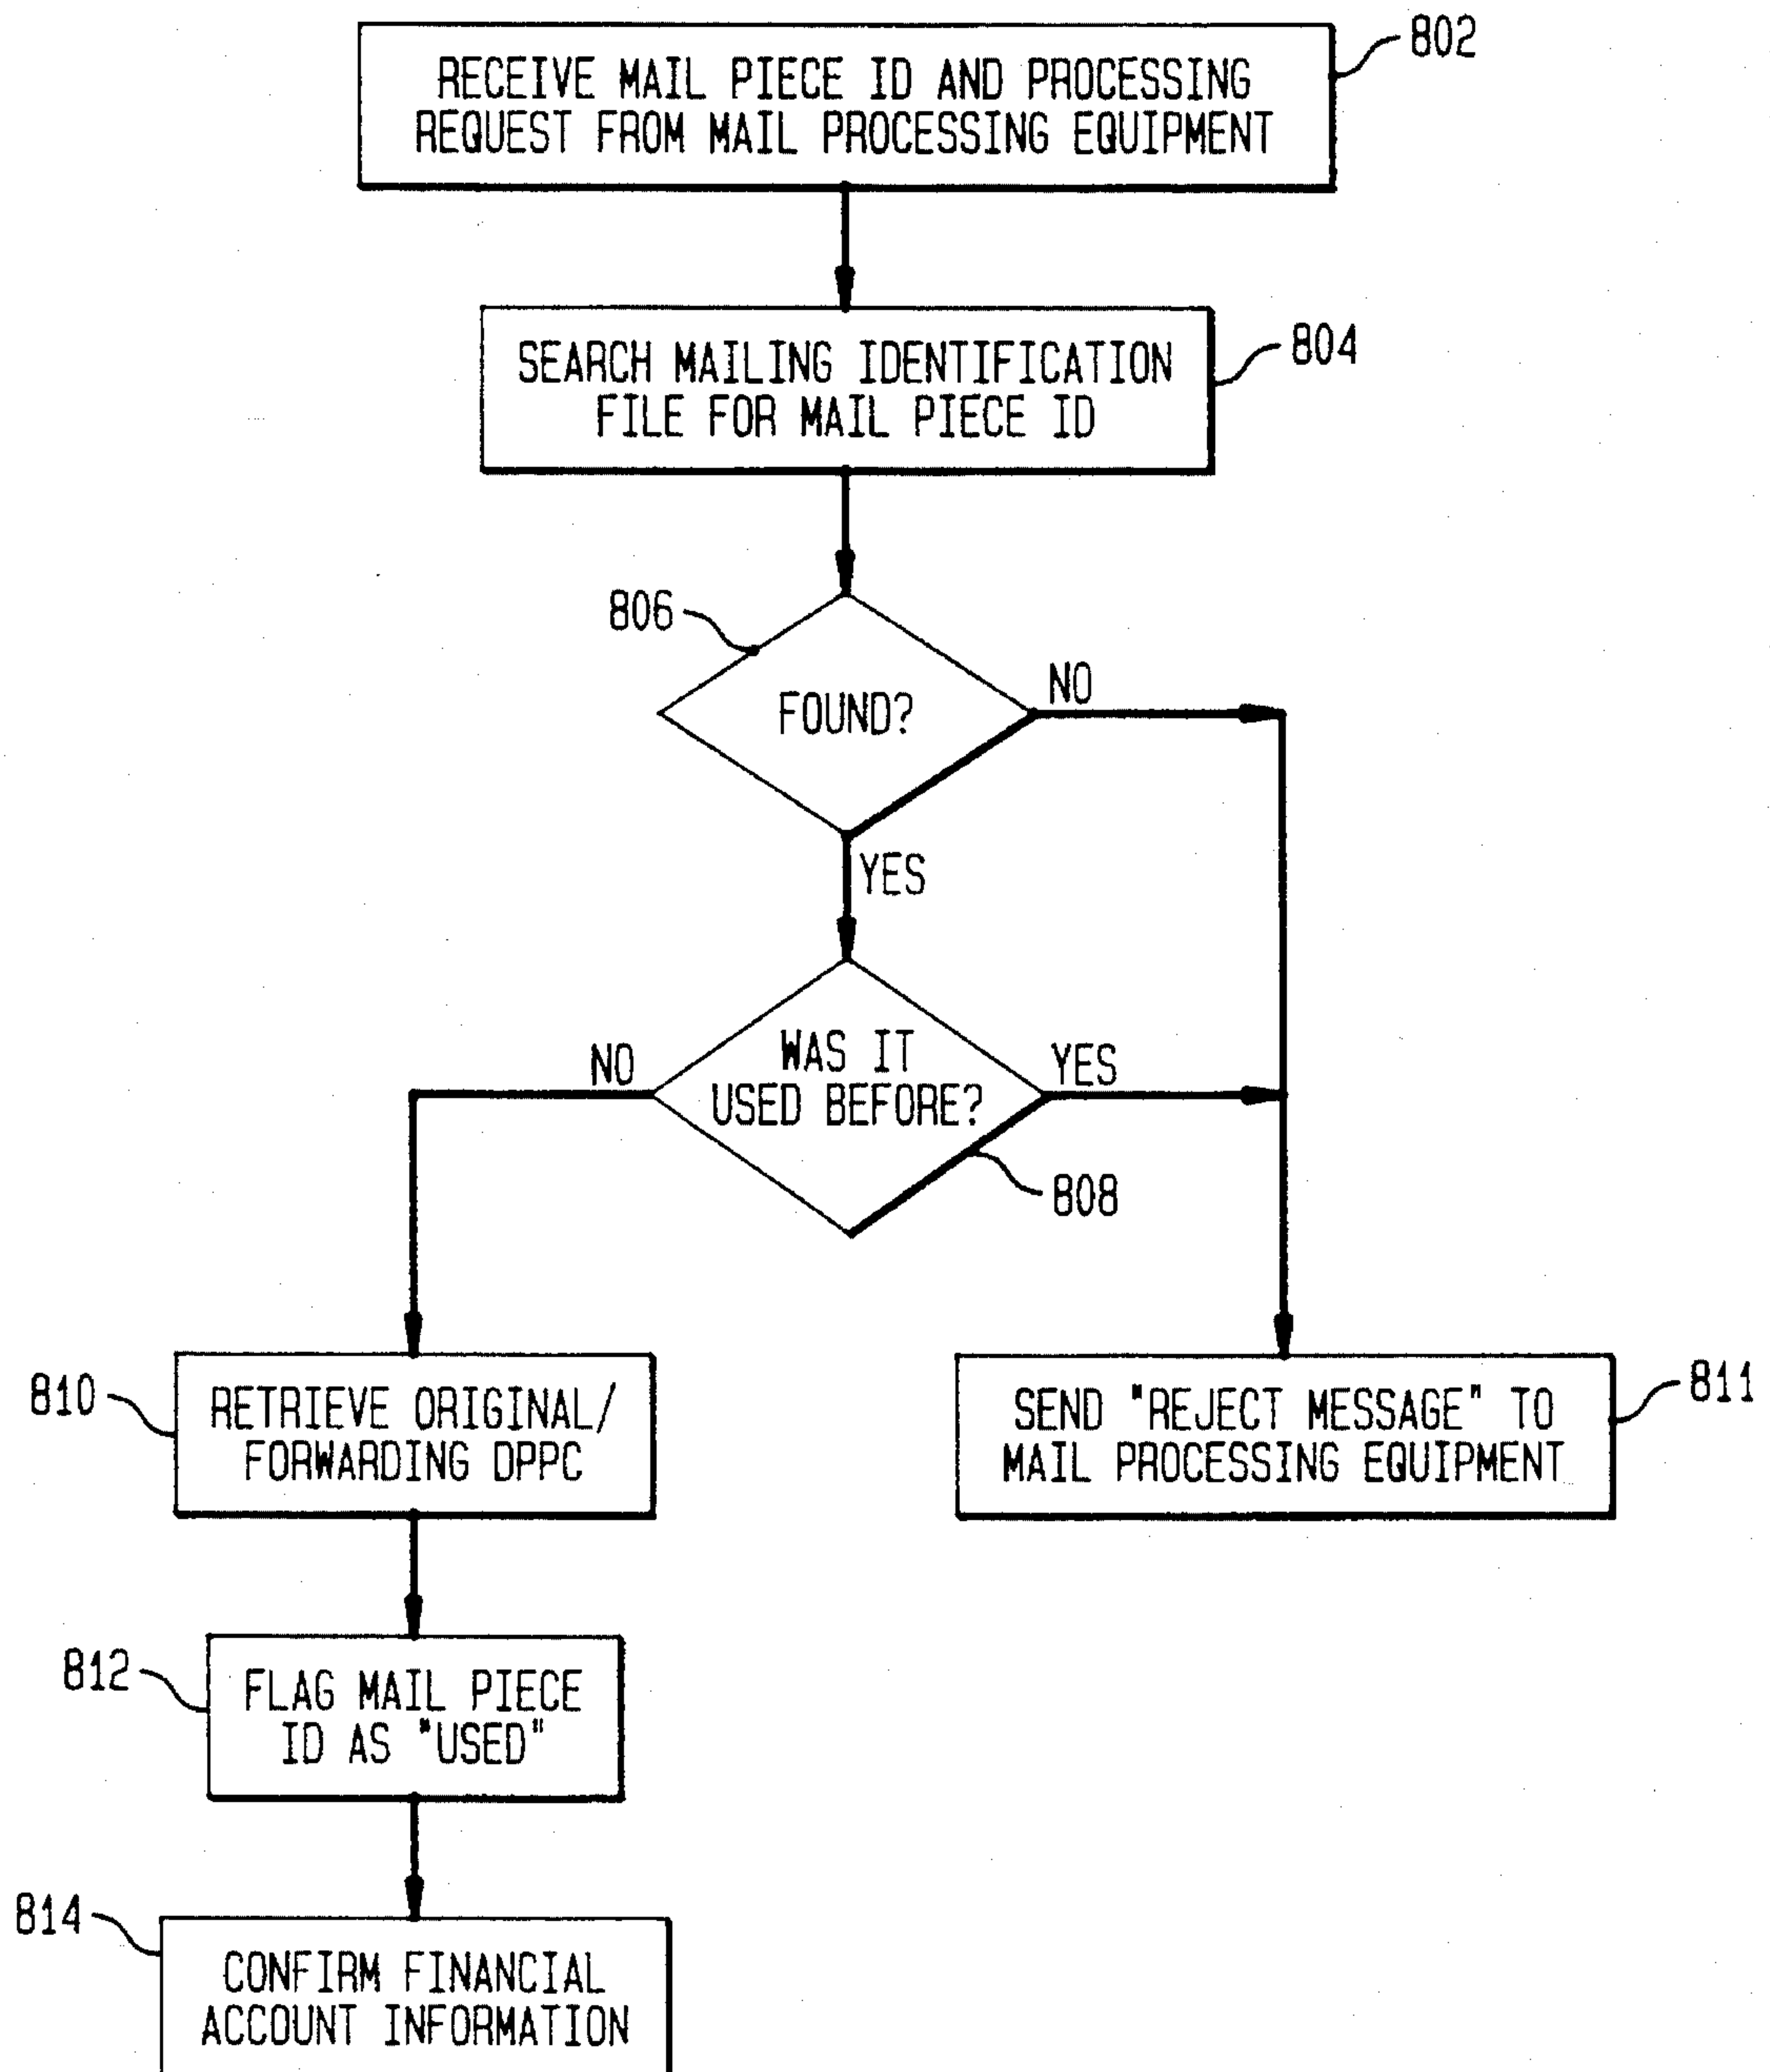 802
RECEIVE MAIL PIECE ID AND PROCESSING
REQUEST FROM MAIL PROCESSING EQUIPMENT
804
SEARCH MAILING IDENTIFICATION
FILE FOR MAIL PIECE ID
806
FOUND?
NO
YES
WAS IT
USED BEFORE?
NO
YES
808
810
RETRIEVE ORIGINAL/
FORWARDING DPPC
811
SEND "REJECT MESSAGE" TO
MAIL PROCESSING EQUIPMENT
812
FLAG MAIL PIECE
ID AS "USED"
814
CONFIRM FINANCIAL
ACCOUNT INFORMATION